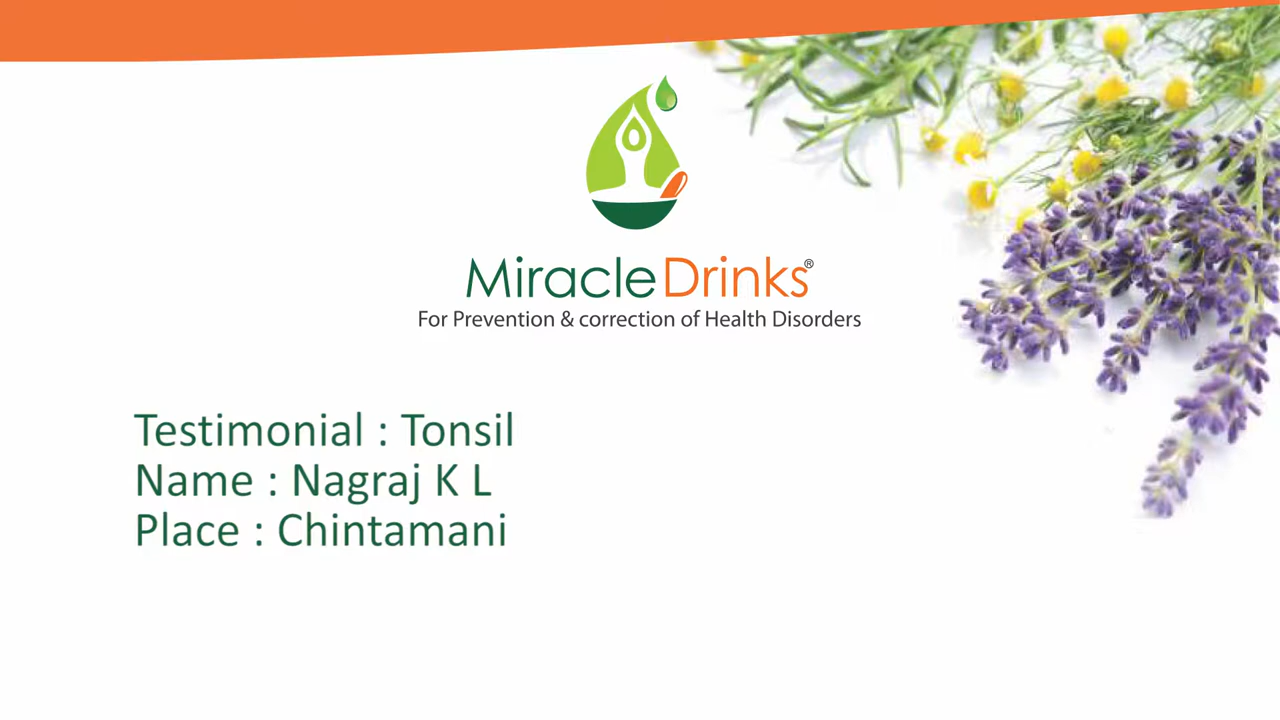 MiracleDrinks®
For Prevention & correction of Health Disorders
Testimonial : Tonsil
Name : Nagraj K L
Place : Chintamani